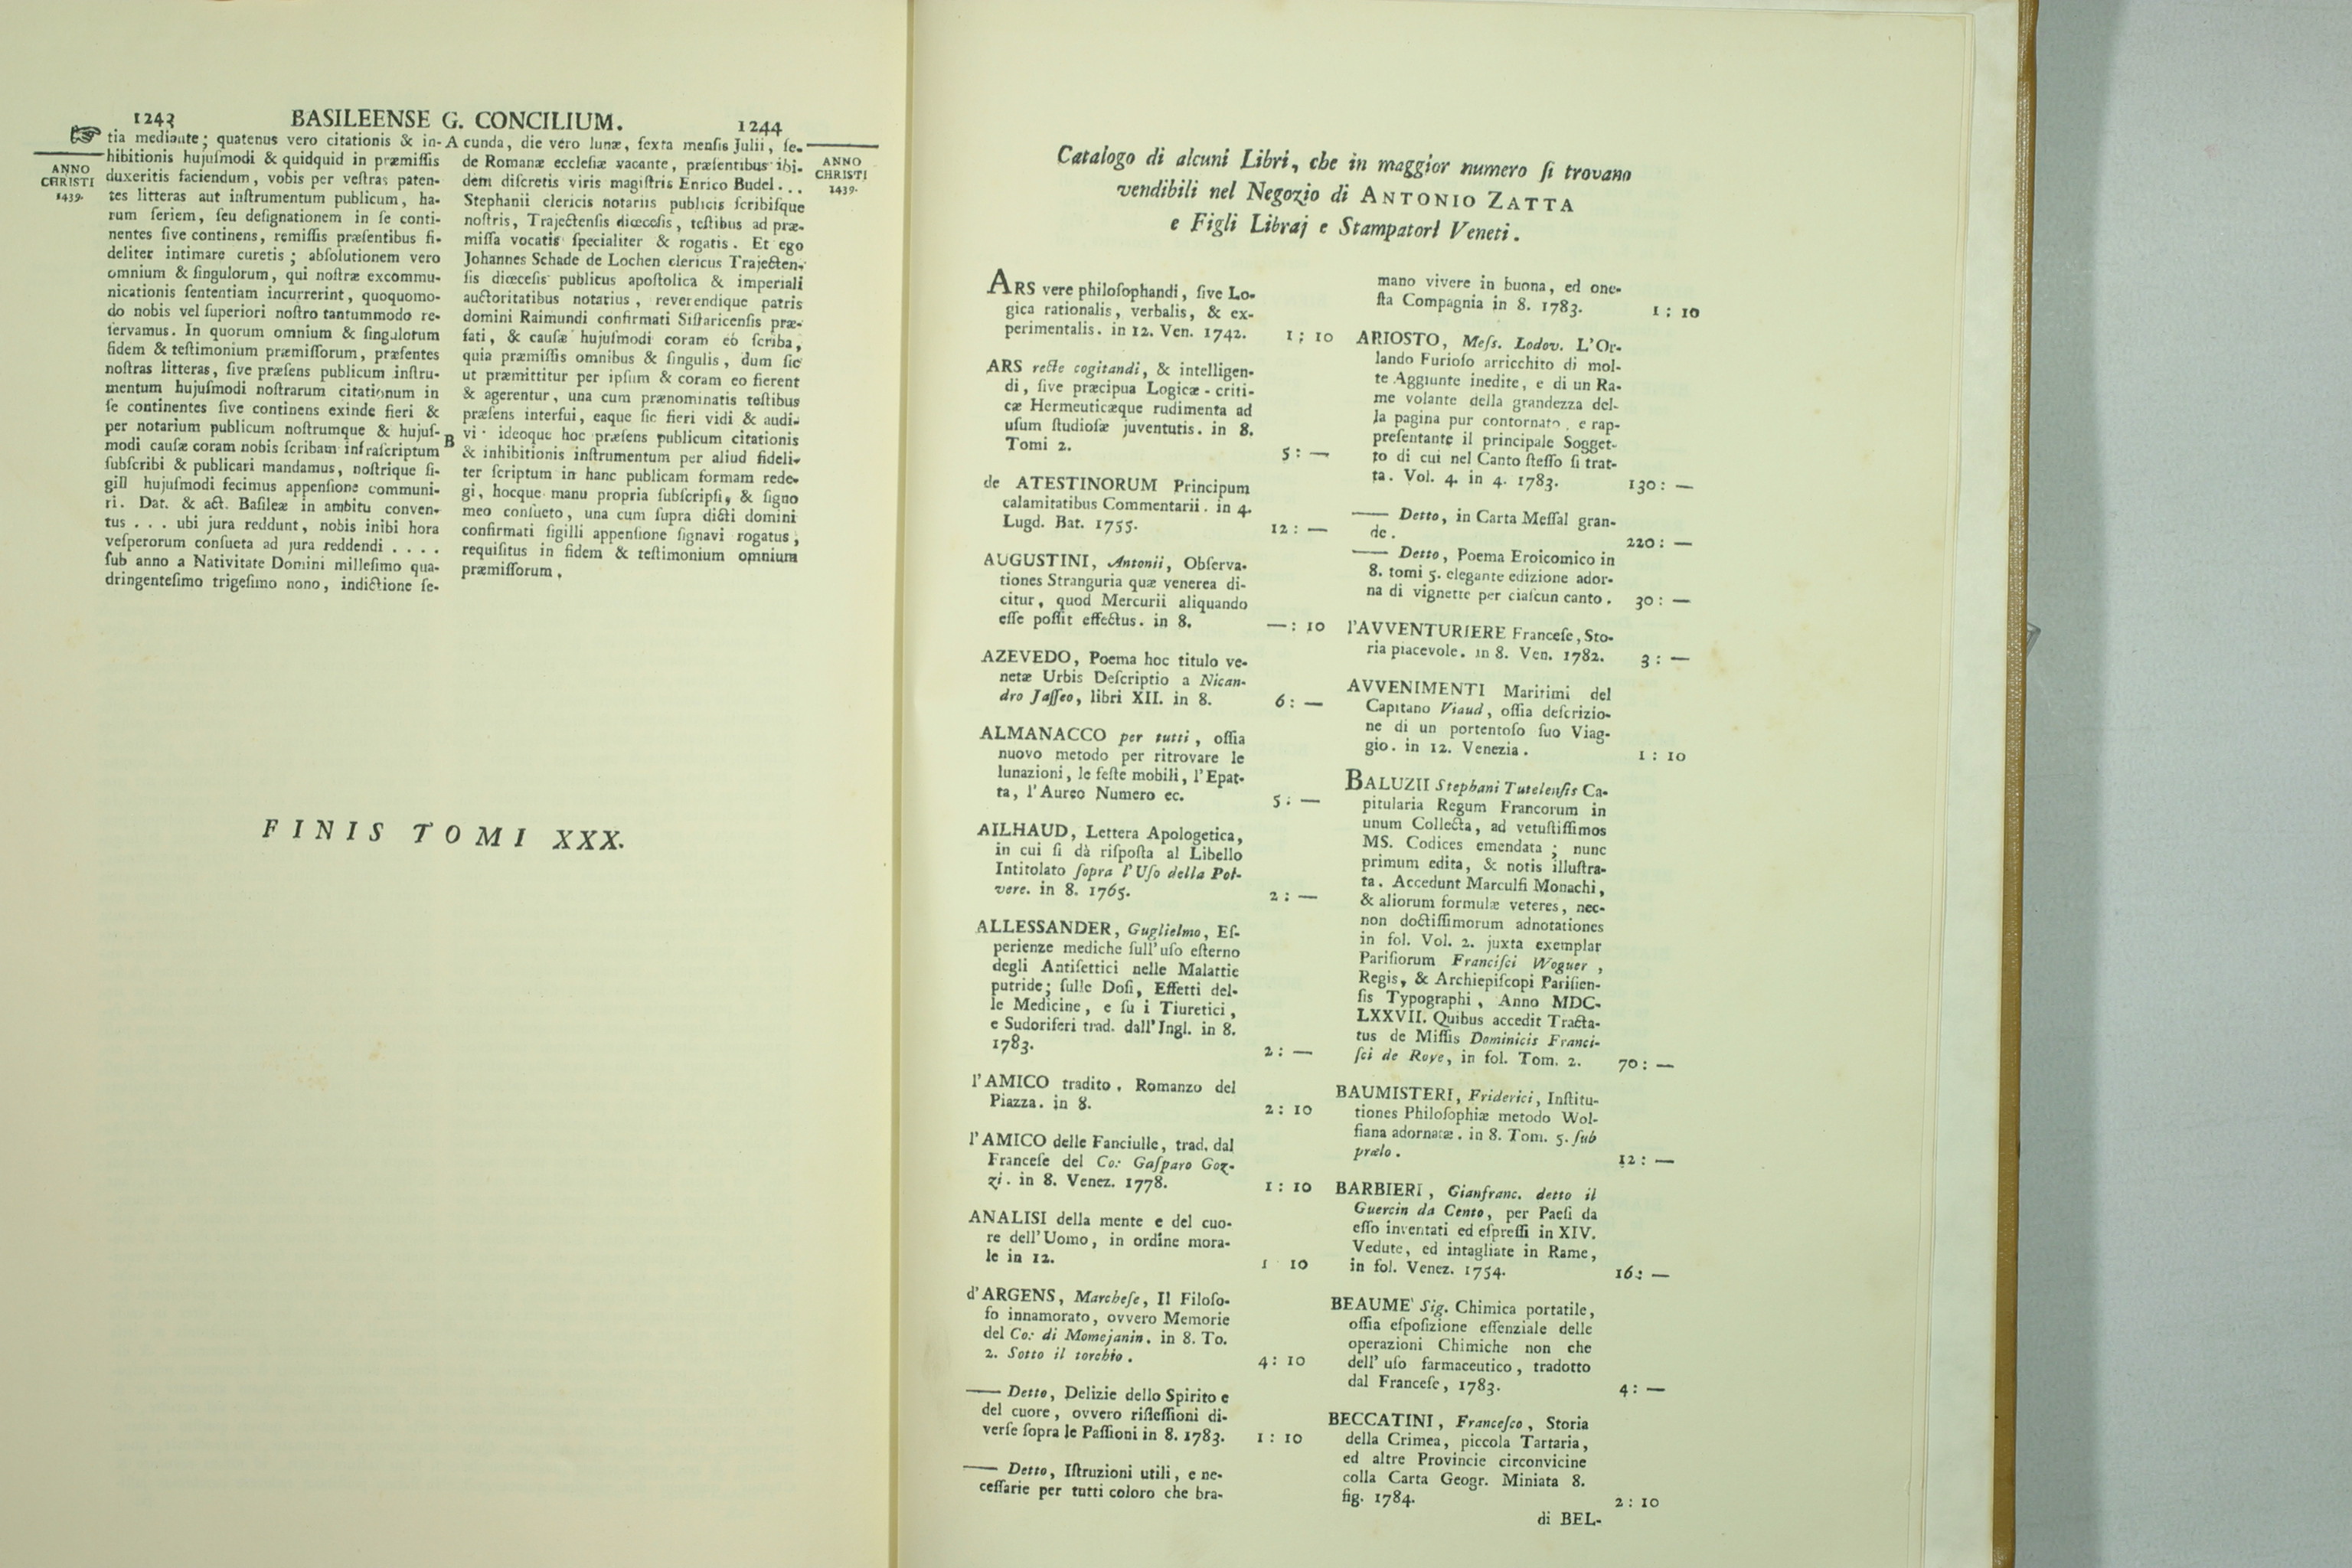 1243 BASILEENSE G. CONCILIUM. 1244
ANNO
CHRISTI
1439.
tia mediante; quatenus vero citationis & in-
hibitionis hujuſmodi & quidquid in præmiſſis
duxeritis faciendum, vobis per veſtras paten-
tes litteras aut inſtrumentum publicum, ha-
rum ſeriem, ſeu deſignationem in ſe conti-
nentes ſive continens, remiſſis præſentibus fi-
deliter intimare curetis; abſolutionem vero
omnium & ſingulorum, qui noſtræ excommu-
nicationis ſententiam incurrerint, quoquomo-
do nobis vel ſuperiori noſtro tantummodo re-
ſervamus. In quorum omnium & ſingulorum
fidem & teſtimonium præmiſſorum, præſentes
noſtras litteras, ſive præſens publicum inſtru-
mentum hujuſmodi noſtrarum citationum in
ſe continentes ſive continens exinde fieri &
per notarium publicum noſtrumque & hujuſ-
modi cauſæ coram nobis ſcribam infraſcriptum
ſubſcribi & publicari mandamus, noſtrique ſi-
gill hujuſmodi fecimus appenſione communi-
ri. Dat. & act. Baſileæ in ambitu conven-
tus . . . ubi jura reddunt, nobis inibi hora
veſperorum conſueta ad jura reddendi . . . .
ſub anno a Nativitate Domini milleſimo qua-
dringenteſimo trigeſimo nono, indictione ſe-
A
B
cunda, die vero lunæ, ſexta menſis Julii, ſe-
de Romanæ eccleſiæ vacante, præſentibus ibi-
dem diſcretis viris magiſtris Enrico Budel . . .
Stephanii clericis notariis publicis ſcribiſque
noſtris, Trajectenſis diœceſis, teſtibus ad præ-
miſſa vocatis ſpecialiter & rogatis. Et ego
Johannes Schade de Lochen clericus Trajecten-
ſis diœceſis publicus apoſtolica & imperiali
auctoritatibus notarius, reverendique patris
domini Raimundi confirmati Siſtaricenſis præ-
fati, & cauſæ hujuſmodi coram eo ſcriba,
quia præmiſſis omnibus & ſingulis, dum ſic
ut præmittitur per ipſum & coram eo fierent
& agerentur, una cum prænominatis teſtibus
præſens interfui, eaque ſic fieri vidi & audi-
vi· ideoque hoc præſens publicum citationis
& inhibitionis inſtrumentum per aliud fideli-
ter ſcriptum in hanc publicam formam rede-
gi, hocque manu propria ſubſcripſi, & ſigno
meo conſueto, una cum ſupra dicti domini
confirmati ſigilli appenſione ſignavi rogatus,
requiſitus in fidem & teſtimonium omnium
præmiſſorum.
ANNO
CHRISTI
1439.
FINIS TOMI XXX.
Catalogo di alcuni Libri, che in maggior numero ſi trovano
vendibili nel Negozio di ANTONIO ZATTA
e Figli Libraj e Stampatori Veneti.
ARS vere philoſophandi, ſive Lo-
gica rationalis, verbalis, & ex-
perimentalis. in 12. Ven. 1742. 1 : 10
ARS recte cogitandi, & intelligen-
di, ſive præcipua Logicæ-criti-
cæ Hermeuticæque rudimenta ad
uſum ſtudioſæ juventutis. in 8.
Tomi 2. 5 : —
de ATESTINORUM Principum
calamitatibus Commentarii. in 4.
Lugd. Bat. 1755. 12 : —
AUGUSTINI, Antonii, Obſerva-
tiones Stranguria quæ venerea di-
citur, quod Mercurii aliquando
eſſe poſſit effectus. in 8. — : 10
AZEVEDO, Poema hoc titulo ve-
netæ Urbis Deſcriptio a Nican-
dro Jaſſeo, libri XII. in 8. 6 : —
ALMANACCO per tutti, oſſia
nuovo metodo per ritrovare le
lunazioni, le feſte mobili, l'Epat-
ta, l'Aureo Numero ec. 5 : —
AILHAUD, Lettera Apologetica,
in cui ſi dà riſpoſta al Libello
Intitolato ſopra l'Uſo della Pol-
vere. in 8. 1765. 2 : —
ALLESSANDER, Guglielmo, Eſ-
perienze mediche ſull'uſo eſterno
degli Antiſettici nelle Malattie
putride; ſulle Doſi, Effetti del-
le Medicine, e ſu i Tiuretici,
e Sudoriferi trad. dall'Ingl. in 8.
1783. 2 : —
l'AMICO tradito. Romanzo del
Piazza. in 8. 2 : 10
l'AMICO delle Fanciulle, trad. dal
Franceſe del Co: Gaſparo Goz-
zi. in 8. Venez. 1778. 1 : 10
ANALISI della mente e del cuo-
re dell'Uomo, in ordine mora-
le in 12. 1 10
d'ARGENS, Marcheſe, Il Filoſo-
fo innamorato, ovvero Memorie
del Co: di Momejanin. in 8. To.
2. Sotto il torchio. 4 : 10
—— Detto, Delizie dello Spirito e
del cuore, ovvero rifleſſioni di-
verſe ſopra le Paſſioni in 8. 1783. 1 : 10
—— Detto, Iſtruzioni utili, e ne-
ceſſarie per tutti coloro che bra-
mano vivere in buona, ed one-
ſta Compagnia in 8. 1783. 1 : 10
ARIOSTO, Meſs. Lodov. L'Or-
lando Furioſo arricchito di mol-
te Aggiunte inedite, e di un Ra-
me volante della grandezza del-
la pagina pur contornato, e rap-
preſentante il principale Sogget-
to di cui nel Canto ſteſſo ſi trat-
ta. Vol. 4. in 4. 1783. 130 : —
—— Detto, in Carta Meſſal gran-
de. 220 : —
—— Detto, Poema Eroicomico in
8. tomi 5. elegante edizione ador-
na di vignette per ciaſcun canto. 30 : —
l'AVVENTURIERE Franceſe, Sto-
ria piacevole. in 8. Ven. 1782. 3 : —
AVVENIMENTI Maritimi del
Capitano Viaud, oſſia deſcrizio-
ne di un portentoſo ſuo Viag-
gio. in 12. Venezia. 1 : 10
BALUZII Stephani Tutelenſis Ca-
pitularia Regum Francorum in
unum Collecta, ad vetuſtiſſimos
MS. Codices emendata; nunc
primum edita, & notis illuſtra-
ta. Accedunt Marculfi Monachi,
& aliorum formulæ veteres, nec-
non doctiſſimorum adnotationes
in fol. Vol. 2. juxta exemplar
Pariſiorum Franciſci Woguer,
Regis, & Archiepiſcopi Pariſien-
ſis Typographi, Anno MDC-
LXXVII. Quibus accedit Tracta-
tus de Miſſis Dominicis Franci-
ſci de Roye, in fol. Tom. 2. 70 : —
BAUMISTERI, Friderici, Inſtitu-
tiones Philoſophiæ metodo Wol-
fiana adornatæ. in 8. Tom. 5. ſub
prælo. 12 : —
BARBIERI, Gianfranc. detto il
Guercin da Cento, per Paeſi da
eſſo inventati ed eſpreſſi in XIV.
Vedute, ed intagliate in Rame,
in fol. Venez. 1754. 16 : —
BEAUME' Sig. Chimica portatile,
oſſia eſpoſizione eſſenziale delle
operazioni Chimiche non che
dell'uſo farmaceutico, tradotto
dal Franceſe, 1783. 4 : —
BECCATINI, Franceſco, Storia
della Crimea, piccola Tartaria,
ed altre Provincie circonvicine
colla Carta Geogr. Miniata 8.
fig. 1784. 2 : 10
di BEL-